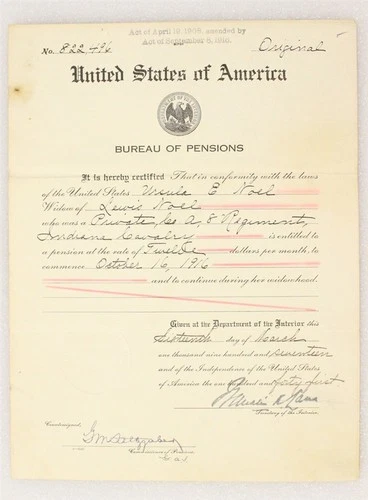 Act of April 19, 1908, amended by
Act of September 8, 1916.
No. 822496 Original
United States of America
BUREAU OF PENSIONS
It is hereby certified That in conformity with the laws
of the United States Ursula E. Noel
Widow of Lewis Noel
who was a Private, Co A, 8 Regiment,
Indiana Cavalry is entitled to
a pension at the rate of Twelve dollars per month, to
commence October 16, 1916
and to continue during her widowhood.
Given at the Department of the Interior this
sixteenth day of March
one thousand nine hundred and seventeen
and of the Independence of the United States
of America the one hundred and forty first
Franklin K Lane
Secretary of the Interior.
Countersigned,
Commissioner of Pensions